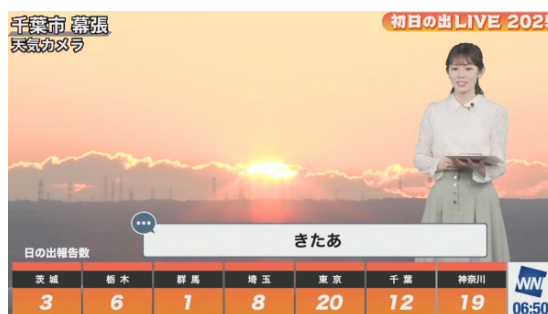 千葉市 幕張
天気カメラ
初日の出LIVE 2025
きたあ
日の出報告数
茨城 栃木 群馬 埼玉 東京 千葉 神奈川
3 6 1 8 20 12 19
WNI
06:50